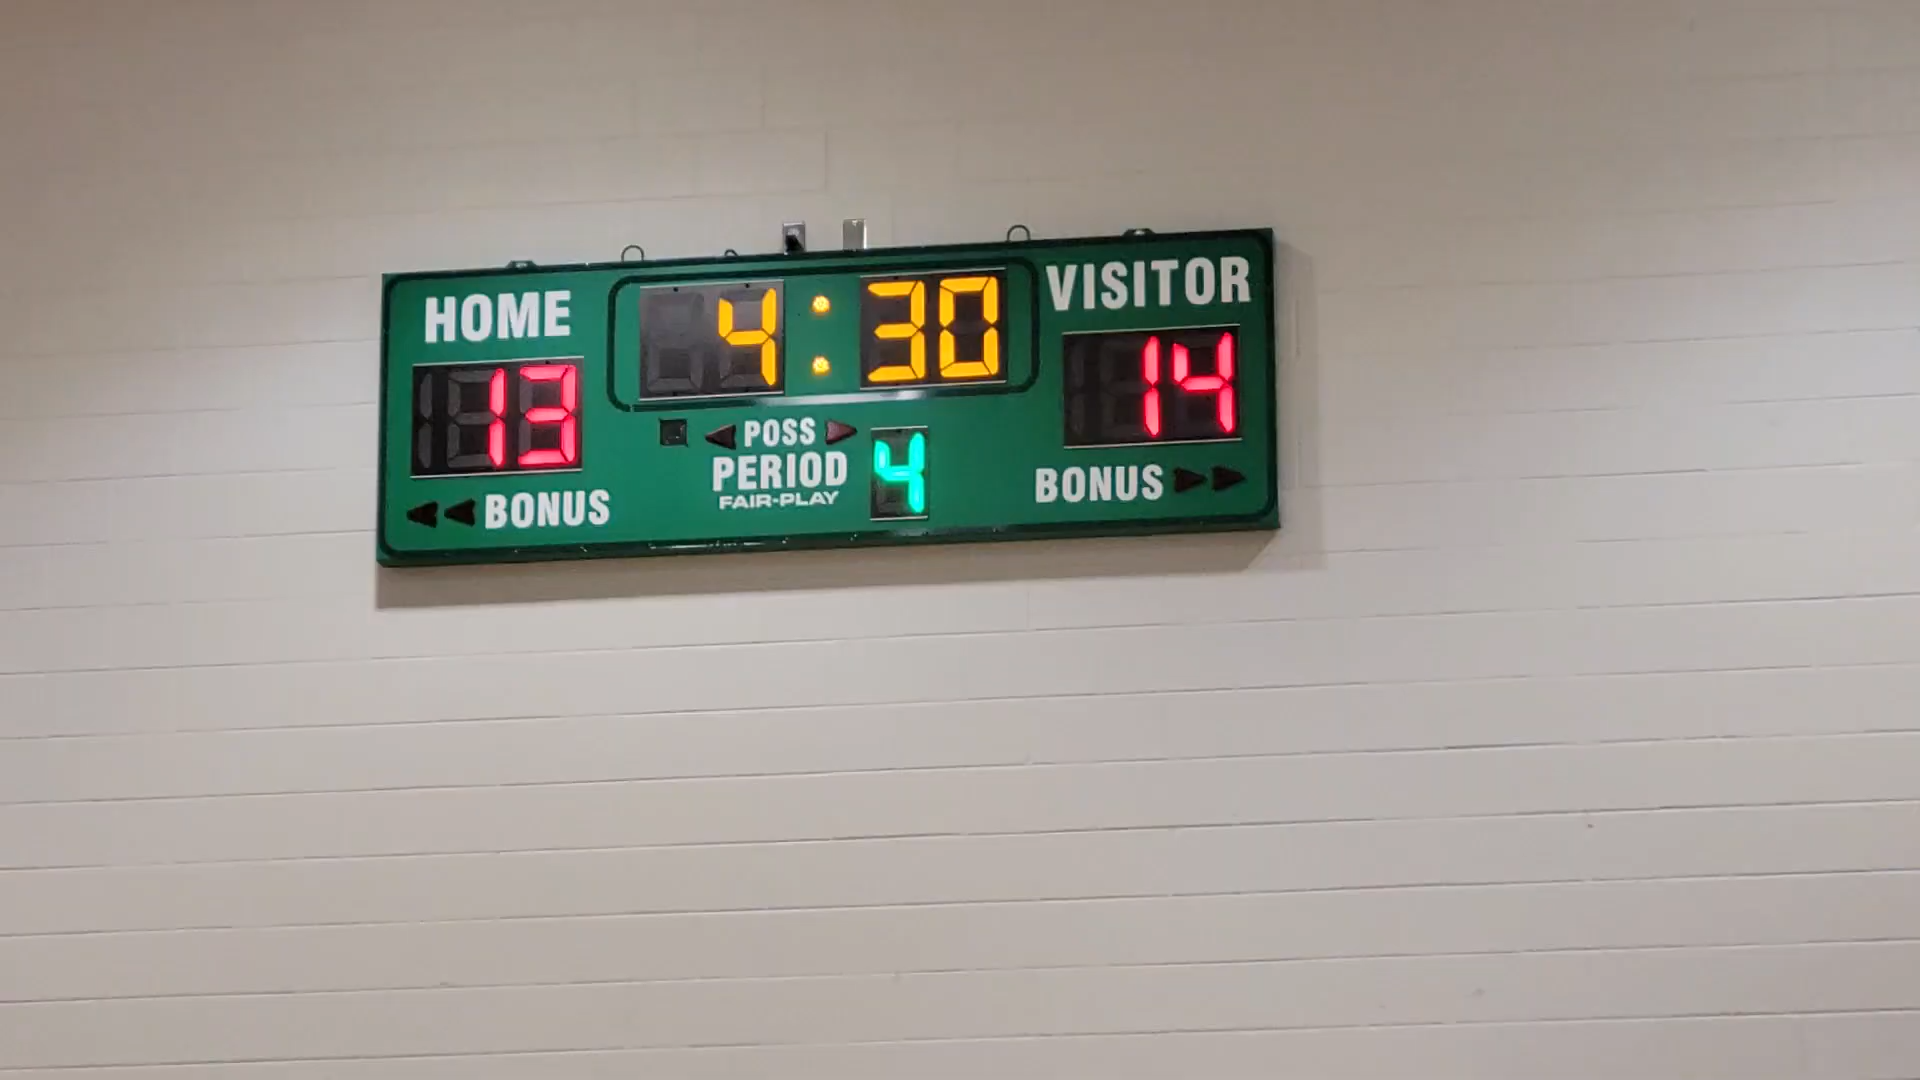 HOME
4:30
VISITOR
13
14
POSS
PERIOD
4
FAIR-PLAY
BONUS
BONUS